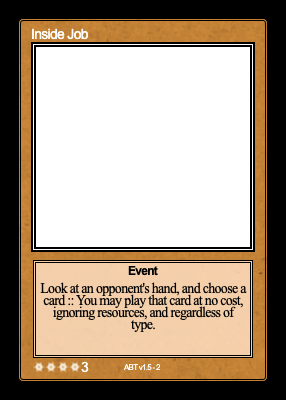 Inside Job
Event
Look at an opponent's hand, and choose a
card :: You may play that card at no cost,
ignoring resources, and regardless of
type.
3
ABT v1.5 - 2